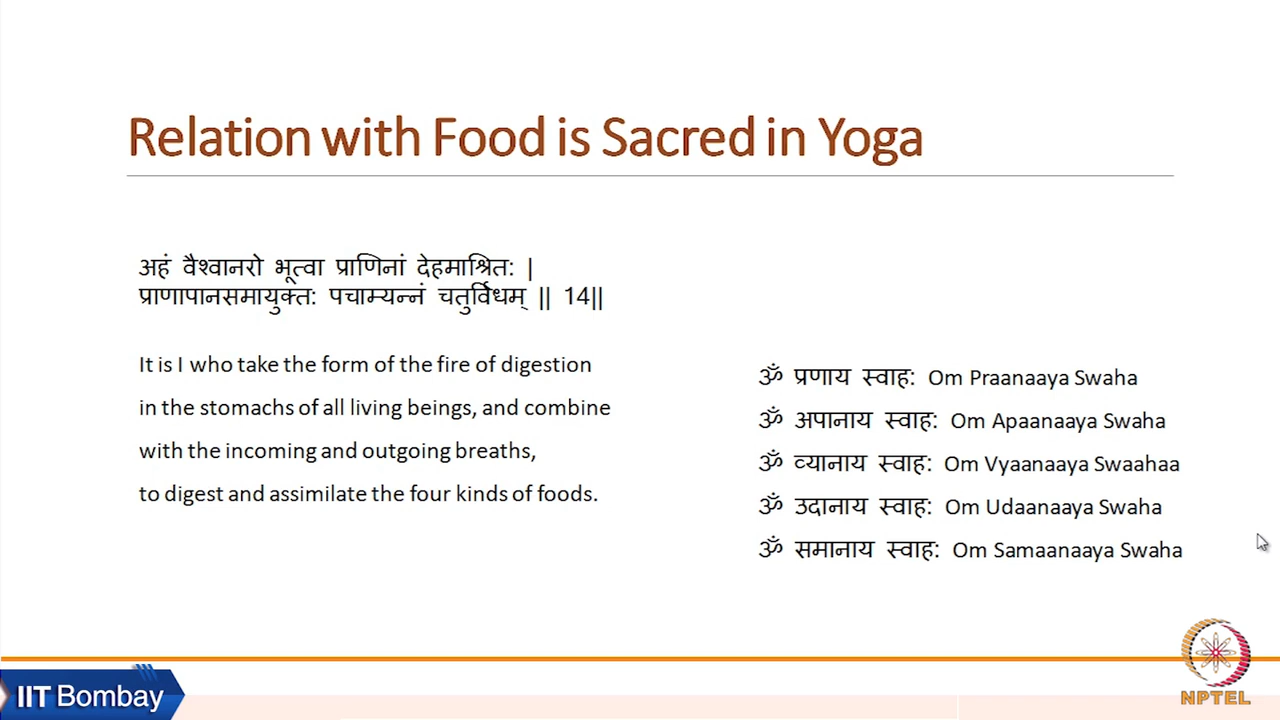 Relation with Food is Sacred in Yoga
अहं वैश्वानरो भूत्वा प्राणिनां देहमाश्रित: |
प्राणापानसमायुक्त: पचाम्यन्नं चतुर्विधम् || 14||
It is I who take the form of the fire of digestion
in the stomachs of all living beings, and combine
with the incoming and outgoing breaths,
to digest and assimilate the four kinds of foods.
ॐ प्रणाय स्वाह: Om Praanaaya Swaha
ॐ अपानाय स्वाह: Om Apaanaaya Swaha
ॐ व्यानाय स्वाह: Om Vyaanaaya Swaahaa
ॐ उदानाय स्वाह: Om Udaanaaya Swaha
ॐ समानाय स्वाह: Om Samaanaaya Swaha
IIT Bombay
NPTEL